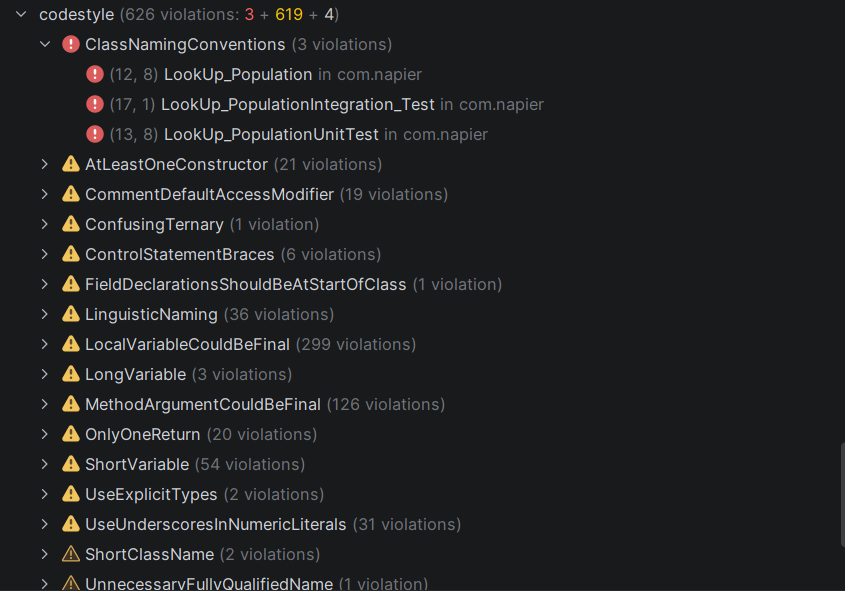 codestyle (626 violations: 3 + 619 + 4)
ClassNamingConventions (3 violations)
(12, 8) LookUp_Population in com.napier
(17, 1) LookUp_PopulationIntegration_Test in com.napier
(13, 8) LookUp_PopulationUnitTest in com.napier
AtLeastOneConstructor (21 violations)
CommentDefaultAccessModifier (19 violations)
ConfusingTernary (1 violation)
ControlStatementBraces (6 violations)
FieldDeclarationsShouldBeAtStartOfClass (1 violation)
LinguisticNaming (36 violations)
LocalVariableCouldBeFinal (299 violations)
LongVariable (3 violations)
MethodArgumentCouldBeFinal (126 violations)
OnlyOneReturn (20 violations)
ShortVariable (54 violations)
UseExplicitTypes (2 violations)
UseUnderscoresInNumericLiterals (31 violations)
ShortClassName (2 violations)
UnnecessaryFullyQualifiedName (1 violation)